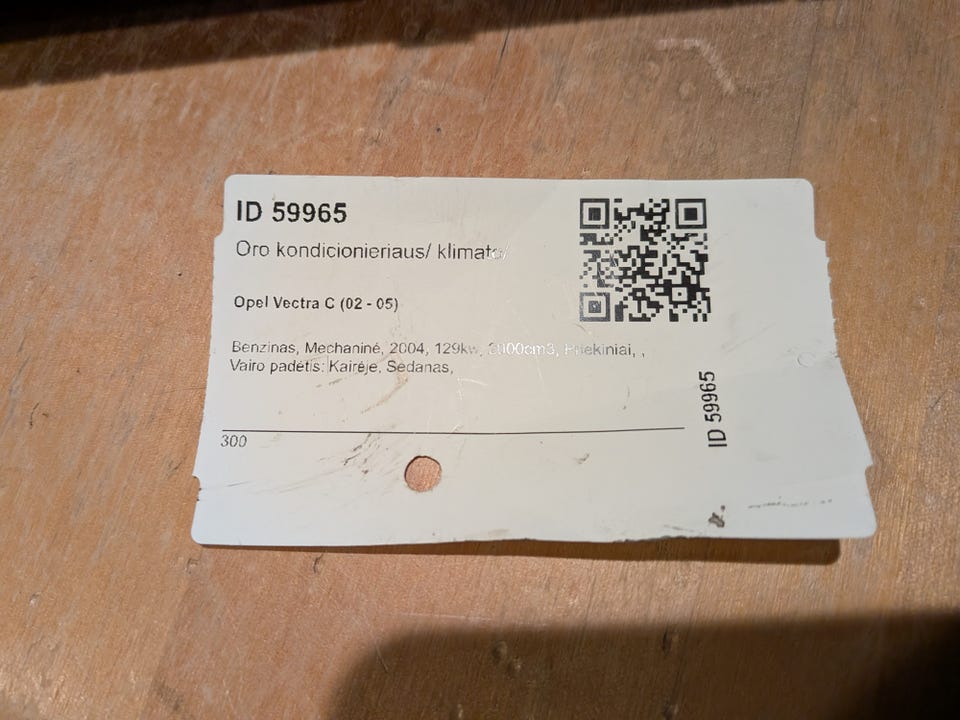 ID 59965
Oro kondicionieriaus/ klimato/
Opel Vectra C (02 - 05)
Benzinas, Mechaninė, 2004, 129kw, 2000cm3, Priekiniai, ,
Vairo padėtis: Kairėje, Sedanas,
300
ID 59965